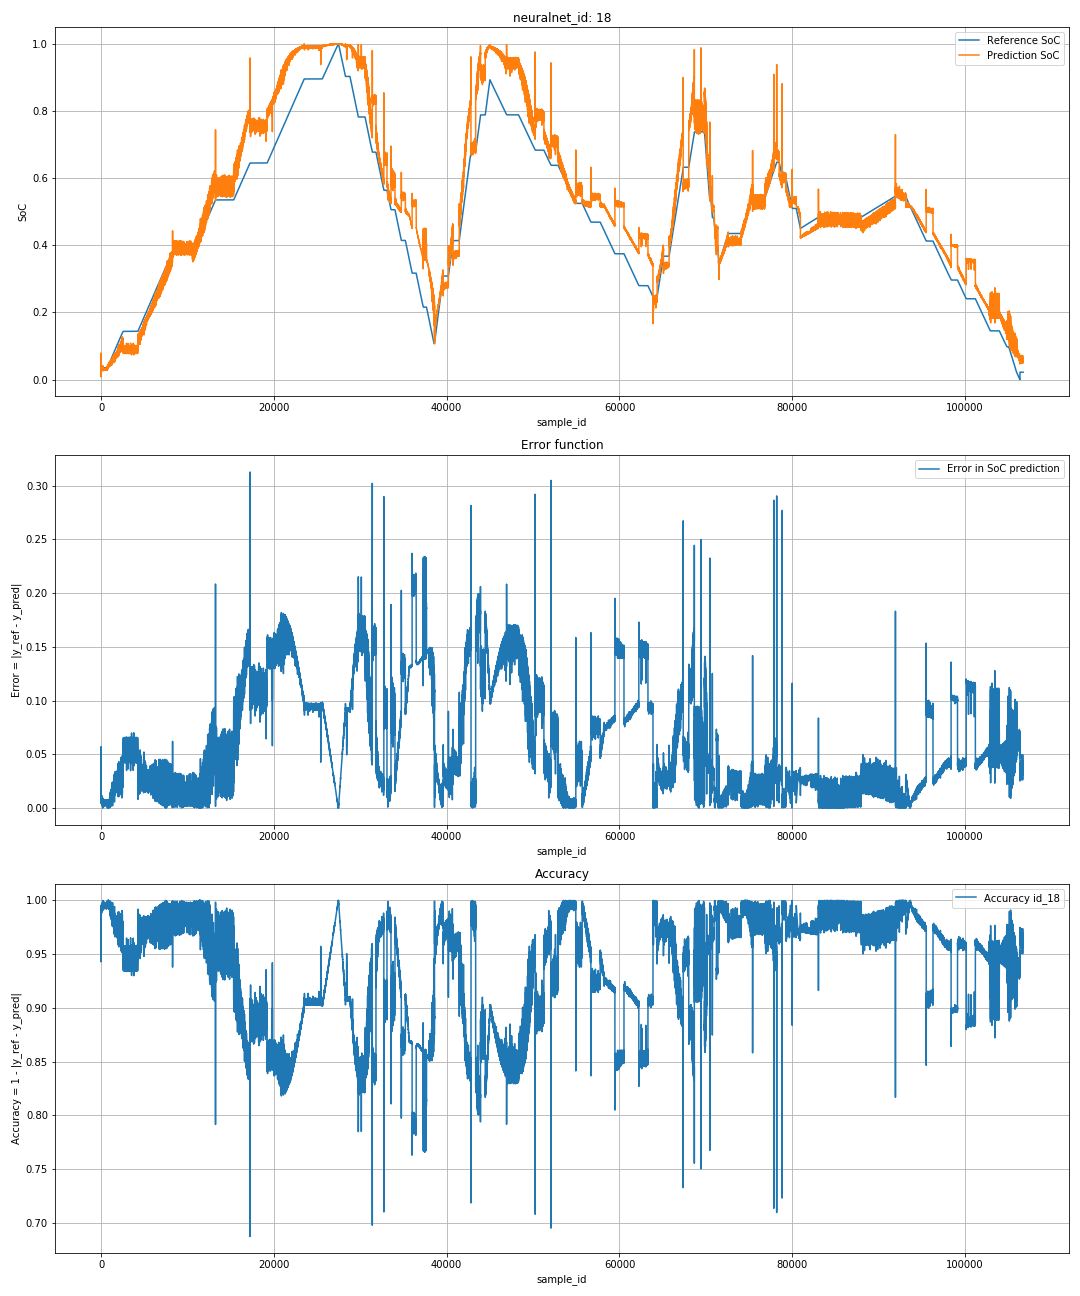 neuralnet_id: 18
Reference SoC
Prediction SoC
1.0
0.8
0.6
0.4
0.2
0.0
SoC
0 20000 40000 60000 80000 100000
sample_id
Error function
Error in SoC prediction
0.30
0.25
0.20
0.15
0.10
0.05
0.00
Error = |y_ref - y_pred|
0 20000 40000 60000 80000 100000
sample_id
Accuracy
Accuracy id_18
1.00
0.95
0.90
0.85
0.80
0.75
0.70
Accuracy = 1 - |y_ref - y_pred|
0 20000 40000 60000 80000 100000
sample_id